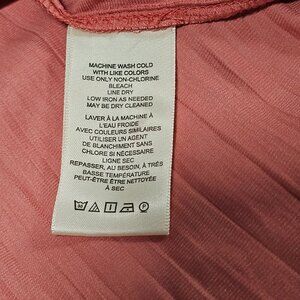 MACHINE WASH COLD
WITH LIKE COLORS
USE ONLY NON-CHLORINE
BLEACH
LINE DRY
LOW IRON AS NEEDED
MAY BE DRY CLEANED
LAVER À LA MACHINE À
L'EAU FROIDE
AVEC COULEURS SIMILAIRES
UTILISER UN AGENT
DE BLANCHIMENT SANS
CHLORE SI NÉCESSAIRE
LIGNE SEC
REPASSER, AU BESOIN, À TRÈS
BASSE TEMPÉRATURE
PEUT-ÊTRE ÊTRE NETTOYÉE
À SEC
P